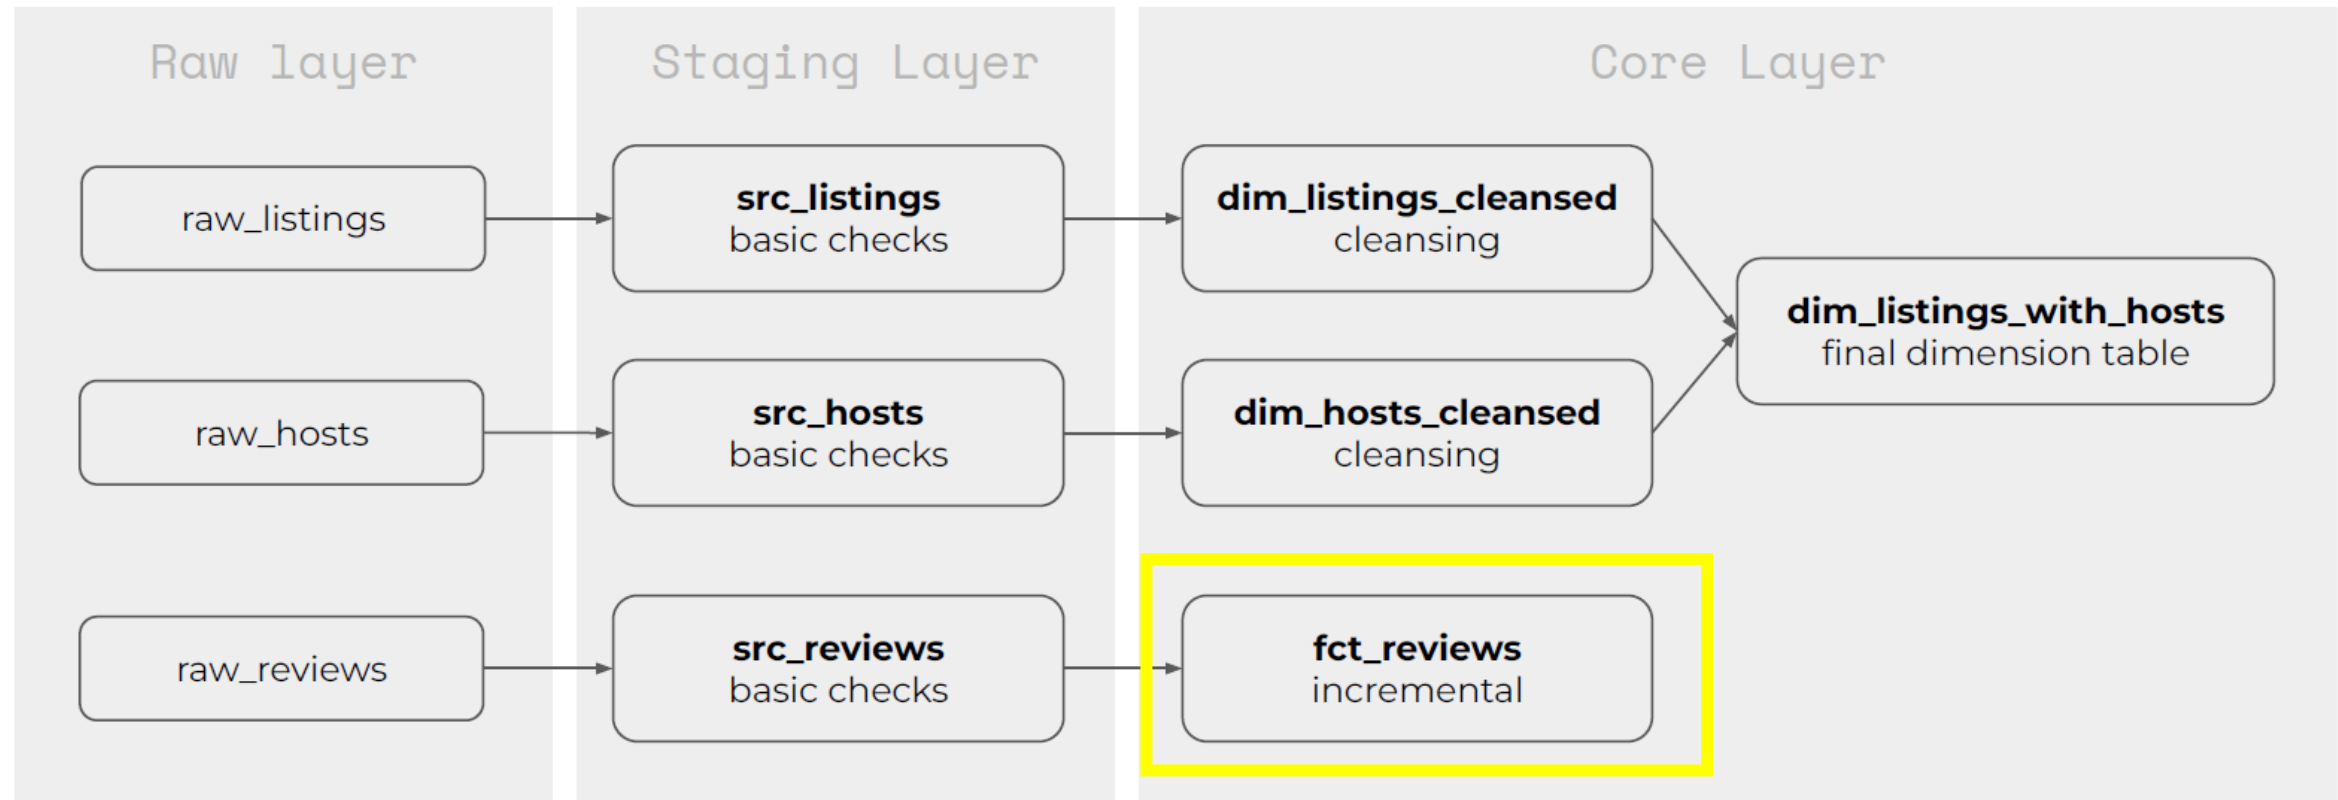 Raw layer
Staging Layer
Core Layer
raw_listings
src_listings
basic checks
dim_listings_cleansed
cleansing
dim_listings_with_hosts
final dimension table
raw_hosts
src_hosts
basic checks
dim_hosts_cleansed
cleansing
raw_reviews
src_reviews
basic checks
fct_reviews
incremental